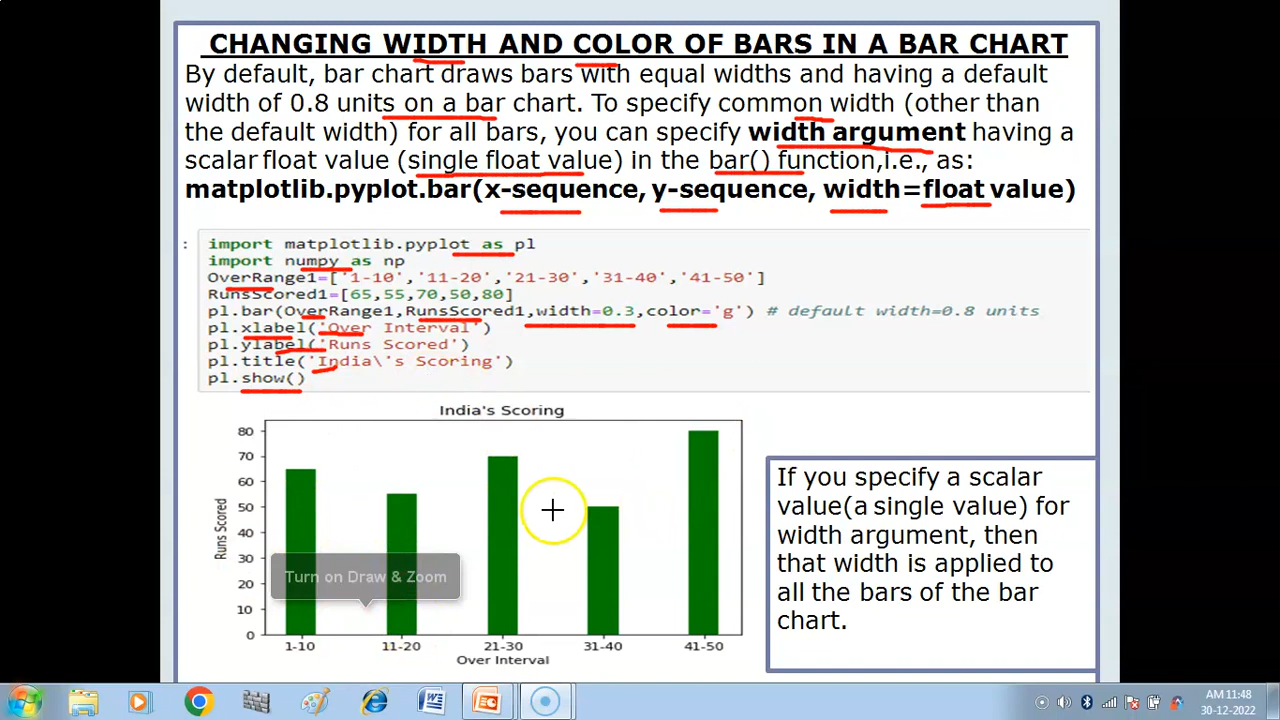 CHANGING WIDTH AND COLOR OF BARS IN A BAR CHART
By default, bar chart draws bars with equal widths and having a default
width of 0.8 units on a bar chart. To specify common width (other than
the default width) for all bars, you can specify width argument having a
scalar float value (single float value) in the bar() function,i.e., as:
matplotlib.pyplot.bar(x-sequence, y-sequence, width=float value)
:
import matplotlib.pyplot as pl
import numpy as np
OverRange1=['1-10','11-20','21-30','31-40','41-50']
RunsScored1=[65,55,70,50,80]
pl.bar(OverRange1,RunsScored1,width=0.3,color='g') # default width=0.8 units
pl.xlabel('Over Interval')
pl.ylabel('Runs Scored')
pl.title('India\'s Scoring')
pl.show()
India's Scoring
80
70
60
50
40
30
20
10
0
Runs Scored
1-10 11-20 21-30 31-40 41-50
Over Interval
Turn on Draw & Zoom
If you specify a scalar
value(a single value) for
width argument, then
that width is applied to
all the bars of the bar
chart.
AM 11:48
30-12-2022